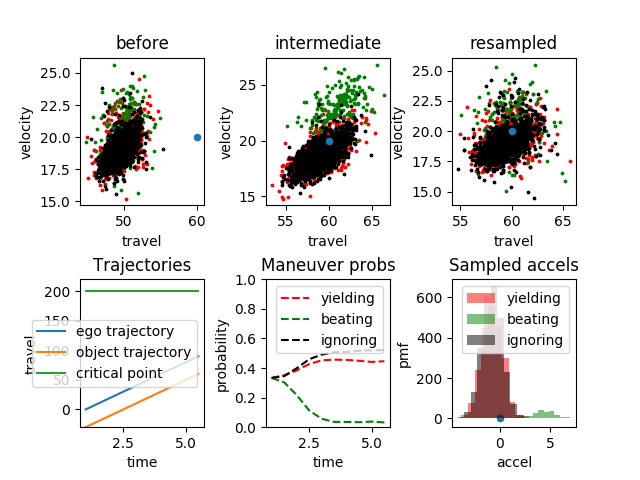 before
intermediate
resampled
velocity
25.0
22.5
20.0
17.5
15.0
50
60
travel
velocity
25
20
15
55
60
65
travel
velocity
25.0
22.5
20.0
17.5
15.0
55
60
65
travel
Trajectories
Maneuver probs
Sampled accels
travel
200
150
100
50
0
ego trajectory
object trajectory
critical point
2.5
5.0
time
probability
1.0
0.8
0.6
0.4
0.2
0.0
yielding
beating
ignoring
2.5
5.0
time
pmf
600
400
200
0
yielding
beating
ignoring
0
5
accel